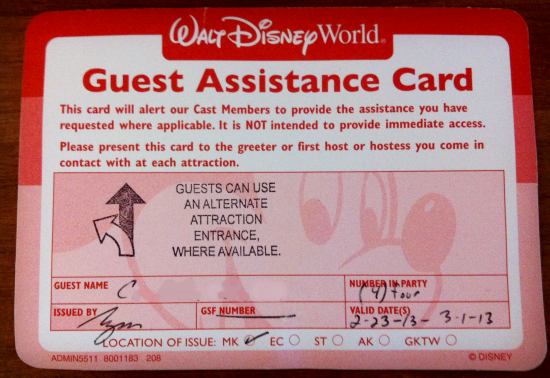 WALT DISNEY World
Guest Assistance Card
This card will alert our Cast Members to provide the assistance you have
requested where applicable. It is NOT intended to provide immediate access.
Please present this card to the greeter or first host or hostess you come in
contact with at each attraction.
GUESTS CAN USE
AN ALTERNATE
ATTRACTION
ENTRANCE,
WHERE AVAILABLE.
GUEST NAME C
NUMBER IN PARTY
(4) four
ISSUED BY
GSF NUMBER
VALID DATE(S)
2-23-13 - 3-1-13
LOCATION OF ISSUE: MK EC ST AK GKTW
ADMIN5511 8001183 208
© DISNEY